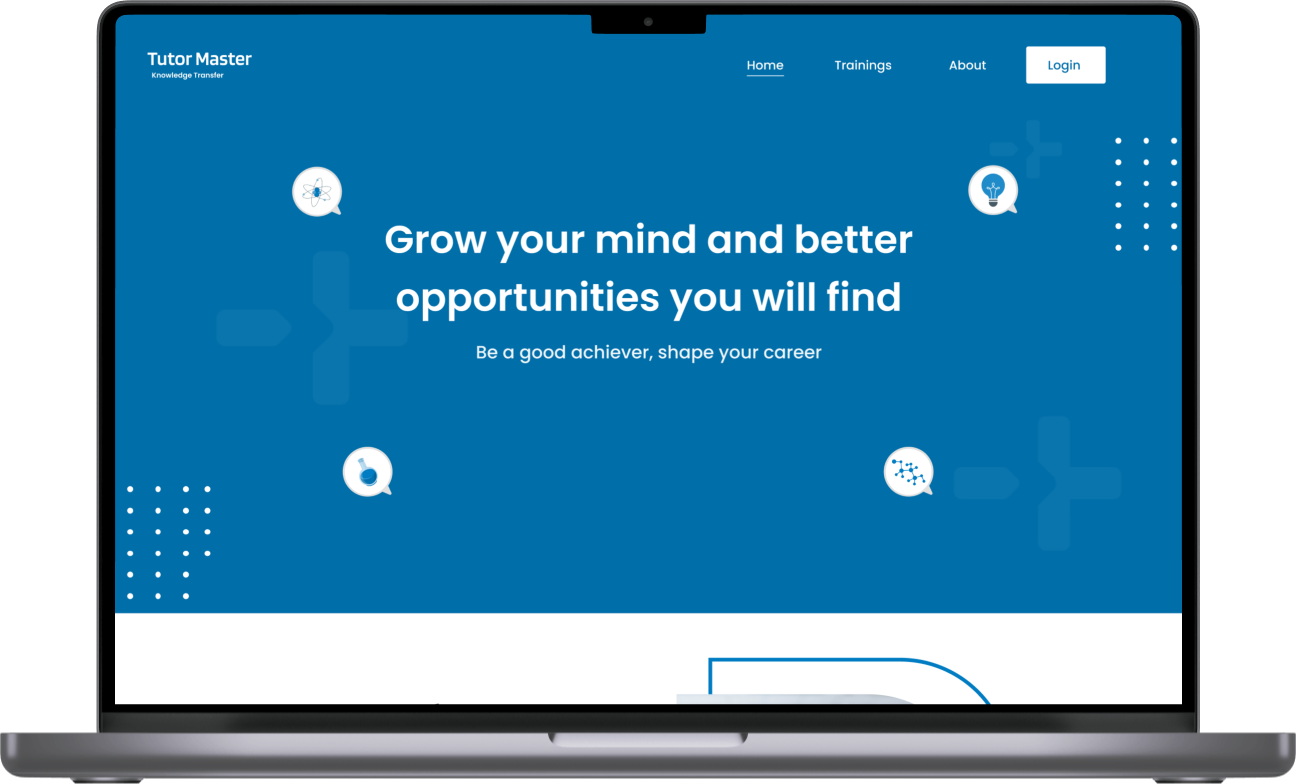 Tutor Master
Knowledge Transfer
Home
Trainings
About
Login
Grow your mind and better
opportunities you will find
Be a good achiever, shape your career